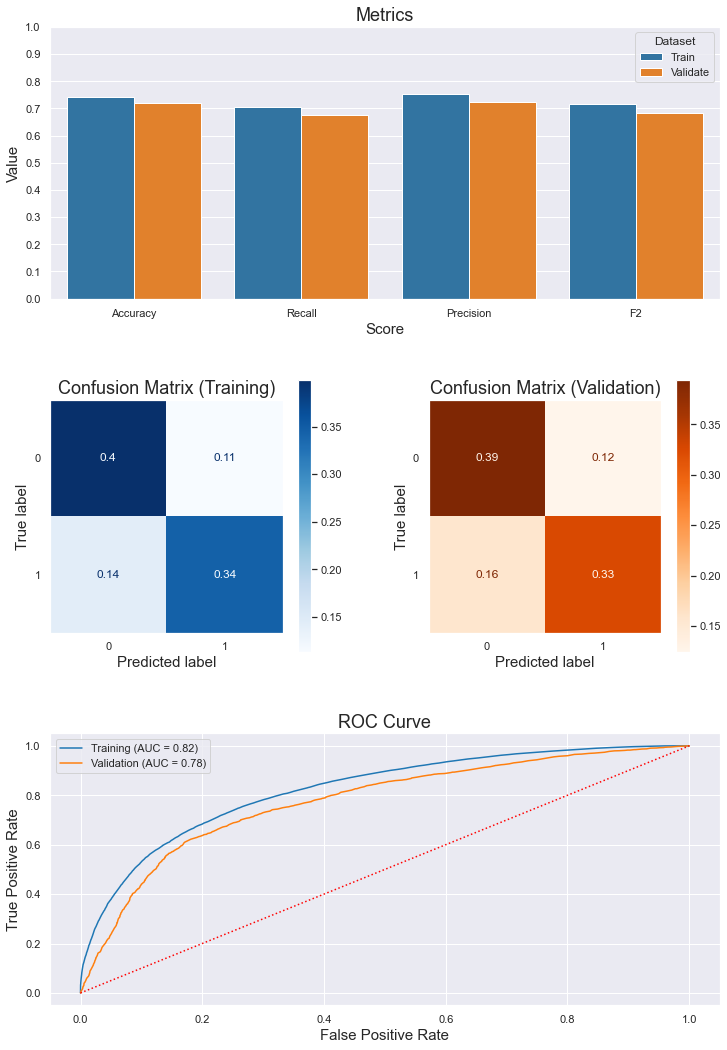 Metrics
1.0
0.9
0.8
0.7
0.6
0.5
0.4
0.3
0.2
0.1
0.0
Value
Dataset
Train
Validate
Accuracy Recall Precision F2
Score
Confusion Matrix (Training)
True label
0
1
0.4 0.11
0.14 0.34
0 1
Predicted label
0.35
0.30
0.25
0.20
0.15
Confusion Matrix (Validation)
True label
0
1
0.39 0.12
0.16 0.33
0 1
Predicted label
0.35
0.30
0.25
0.20
0.15
ROC Curve
Training (AUC = 0.82)
Validation (AUC = 0.78)
True Positive Rate
1.0
0.8
0.6
0.4
0.2
0.0
0.0 0.2 0.4 0.6 0.8 1.0
False Positive Rate